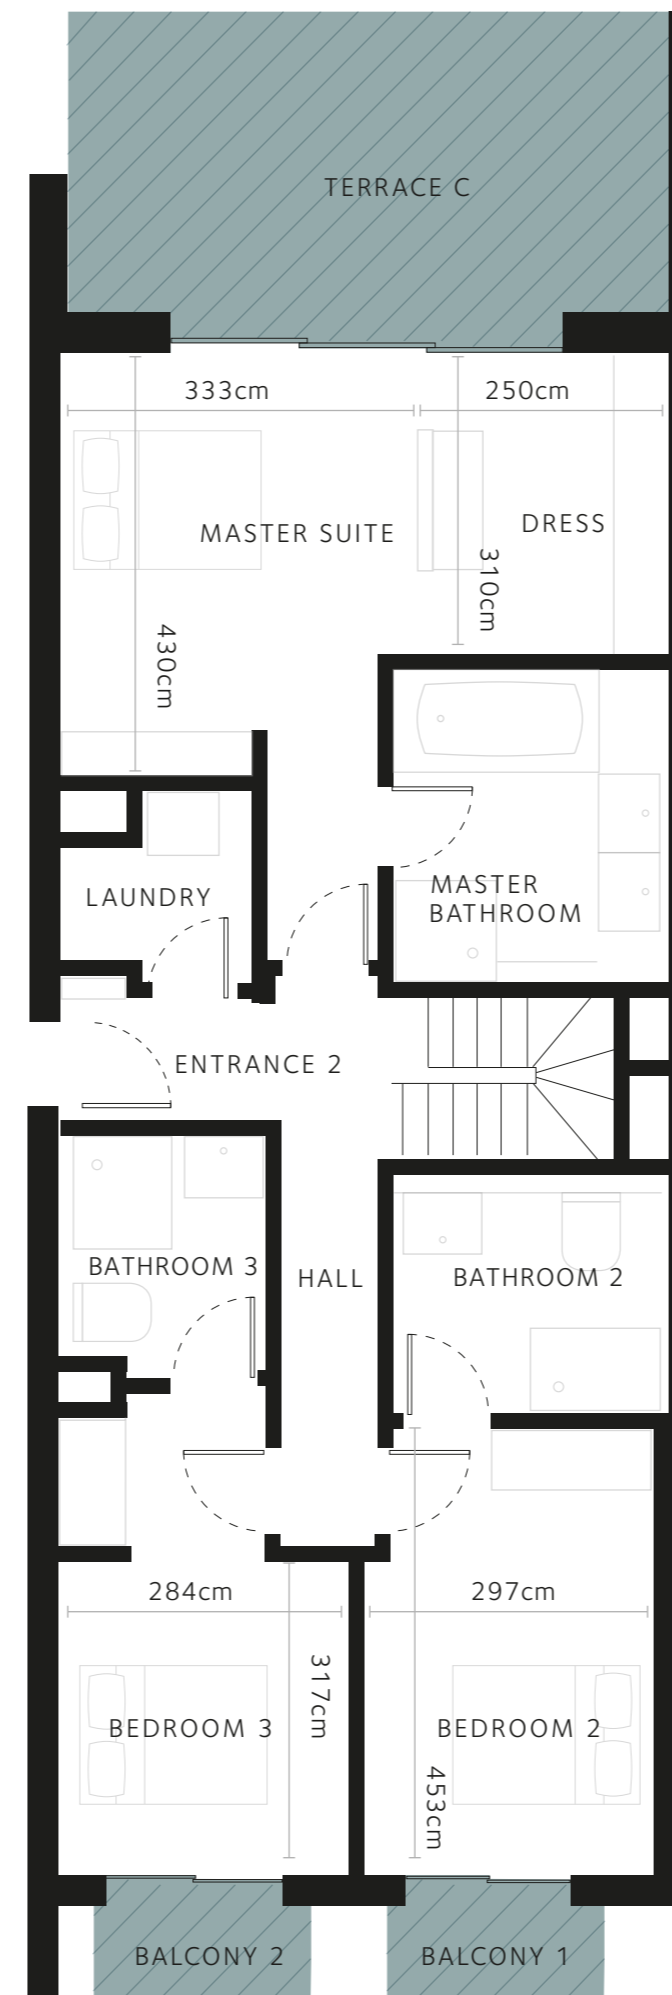 TERRACE C
333cm
250cm
MASTER SUITE
DRESS
310cm
430cm
LAUNDRY
MASTER
BATHROOM
ENTRANCE 2
BATHROOM 3
HALL
BATHROOM 2
284cm
297cm
317cm
BEDROOM 3
BEDROOM 2
453cm
BALCONY 2
BALCONY 1